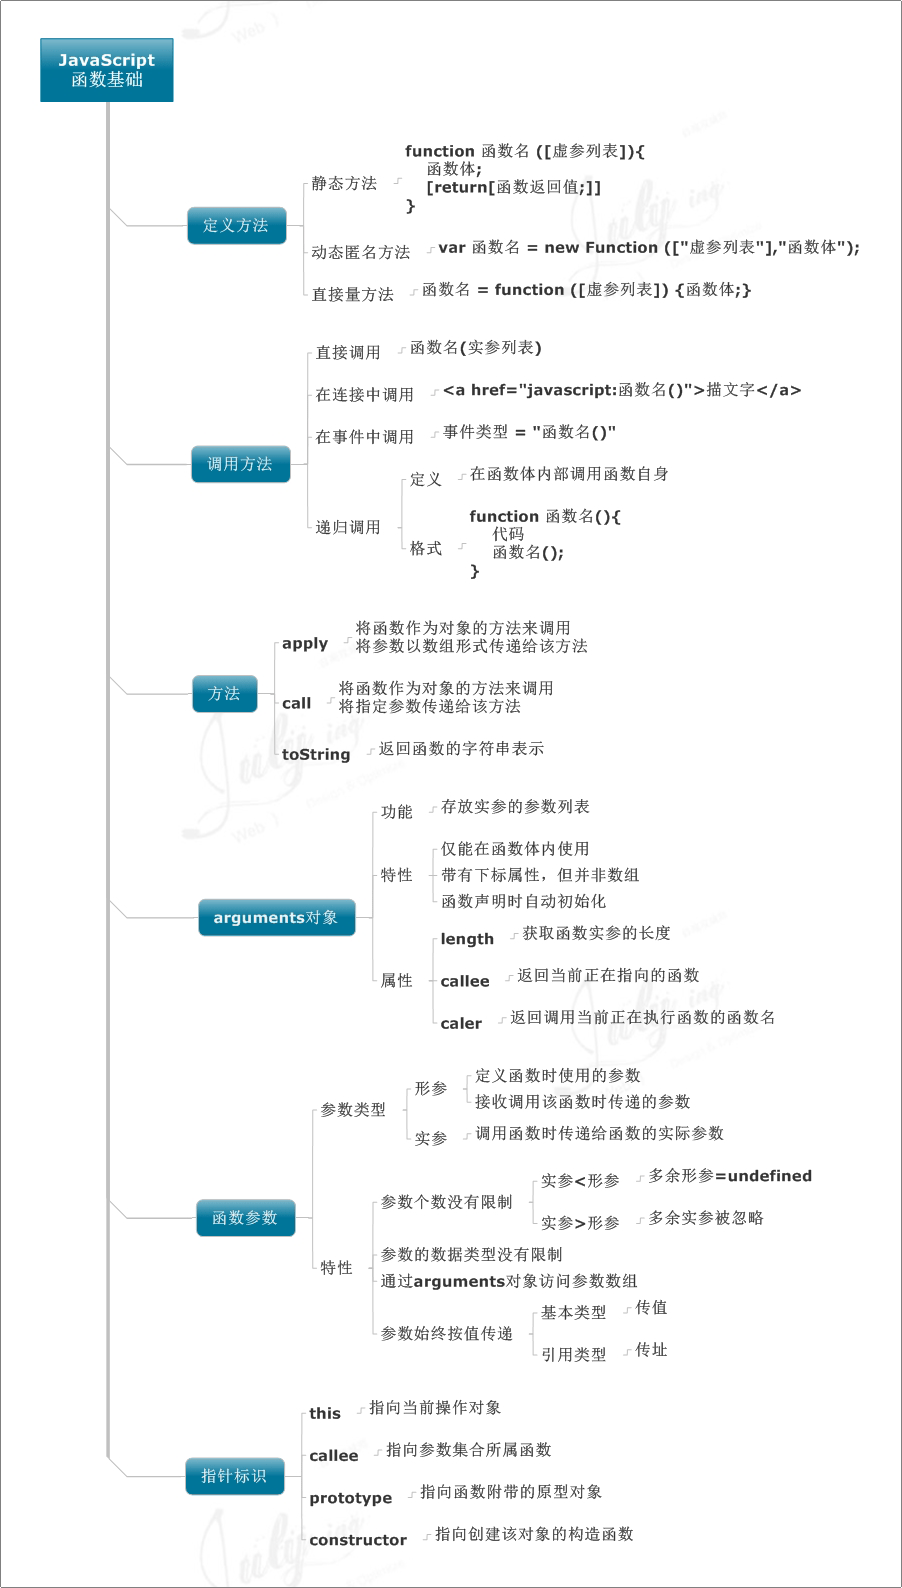 JavaScript
函数基础
定义方法
静态方法
function 函数名 ([虚参列表]){
函数体;
[return[函数返回值;]]
}
动态匿名方法
var 函数名 = new Function (["虚参列表"],"函数体");
直接量方法
函数名 = function ([虚参列表]) {函数体;}
调用方法
直接调用
函数名(实参列表)
在连接中调用
<a href="javascript:函数名()">描文字</a>
在事件中调用
事件类型 = "函数名()"
递归调用
定义
在函数体内部调用函数自身
格式
function 函数名(){
代码
函数名();
}
方法
apply
将函数作为对象的方法来调用
将参数以数组形式传递给该方法
call
将函数作为对象的方法来调用
将指定参数传递给该方法
toString
返回函数的字符串表示
arguments对象
功能
存放实参的参数列表
特性
仅能在函数体内使用
带有下标属性，但并非数组
函数声明时自动初始化
属性
length
获取函数实参的长度
callee
返回当前正在指向的函数
caler
返回调用当前正在执行函数的函数名
函数参数
参数类型
形参
定义函数时使用的参数
接收调用该函数时传递的参数
实参
调用函数时传递给函数的实际参数
特性
参数个数没有限制
实参<形参
多余形参=undefined
实参>形参
多余实参被忽略
参数的数据类型没有限制
通过arguments对象访问参数数组
参数始终按值传递
基本类型
传值
引用类型
传址
指针标识
this
指向当前操作对象
callee
指向参数集合所属函数
prototype
指向函数附带的原型对象
constructor
指向创建该对象的构造函数